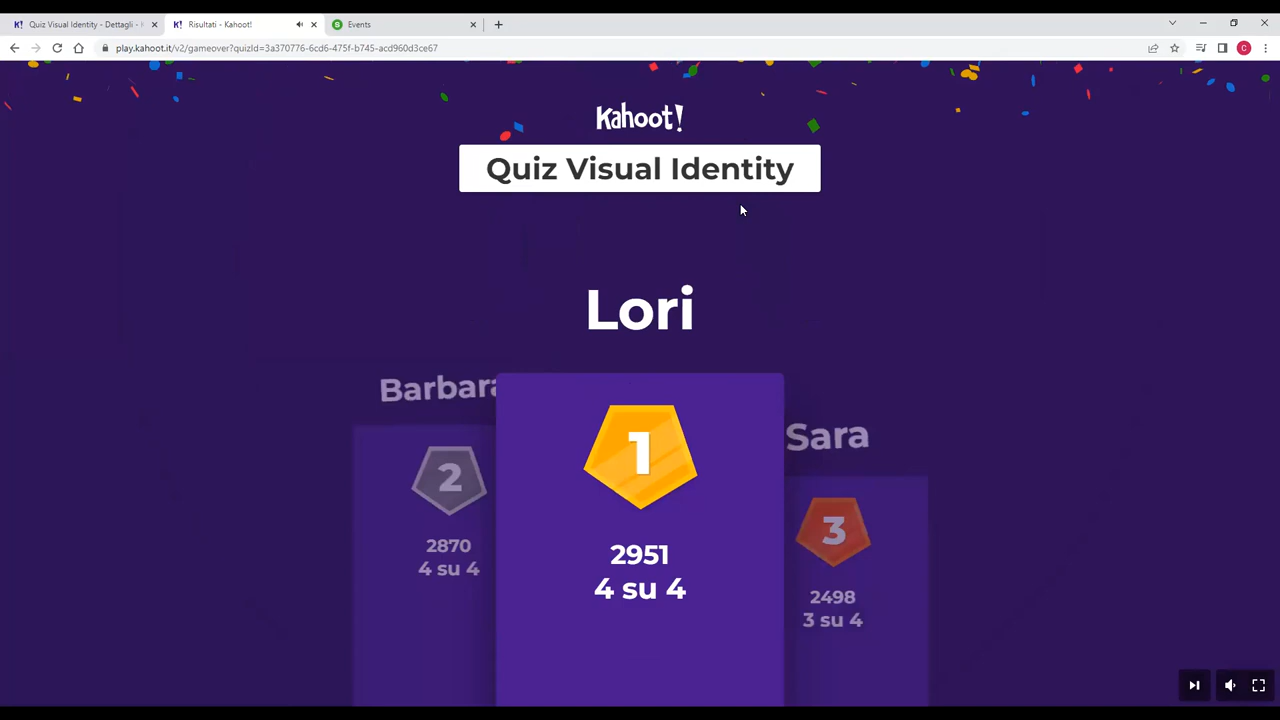 Quiz Visual Identity - Dettagli -
Risultati - Kahoot!
Events
play.kahoot.it/v2/gameover?quizId=3a370776-6cd6-475f-b745-acd960d3ce67
C
Kahoot!
Quiz Visual Identity
Lori
Barbara
Sara
1
2
3
2951
4 su 4
2870
4 su 4
2498
3 su 4